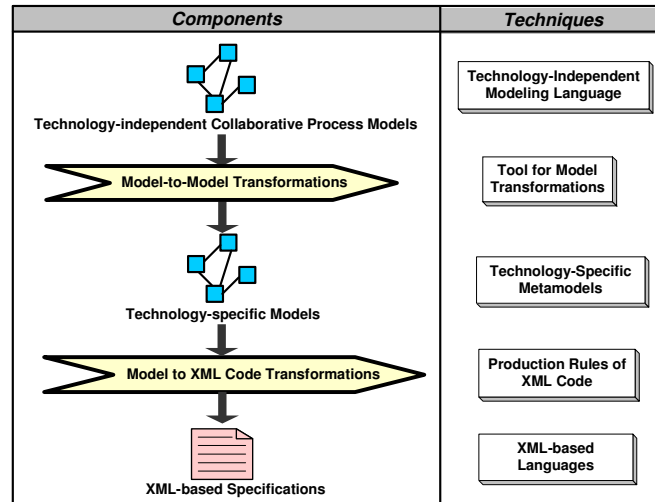 Components
Techniques
Technology-independent Collaborative Process Models
Technology-Independent
Modeling Language
Model-to-Model Transformations
Tool for Model
Transformations
Technology-specific Models
Technology-Specific
Metamodels
Model to XML Code Transformations
Production Rules of
XML Code
XML-based Specifications
XML-based
Languages